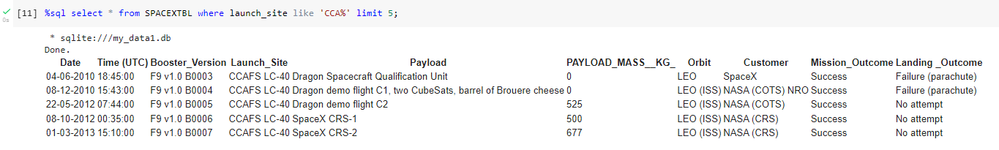 [11] %sql select * from SPACEXTBL where launch_site like 'CCA%' limit 5;
0s
* sqlite:///my_data1.db
Done.
Date Time (UTC) Booster_Version Launch_Site Payload PAYLOAD_MASS__KG_ Orbit Customer Mission_Outcome Landing _Outcome
04-06-2010 18:45:00 F9 v1.0 B0003 CCAFS LC-40 Dragon Spacecraft Qualification Unit 0 LEO SpaceX Success Failure (parachute)
08-12-2010 15:43:00 F9 v1.0 B0004 CCAFS LC-40 Dragon demo flight C1, two CubeSats, barrel of Brouere cheese 0 LEO (ISS) NASA (COTS) NRO Success Failure (parachute)
22-05-2012 07:44:00 F9 v1.0 B0005 CCAFS LC-40 Dragon demo flight C2 525 LEO (ISS) NASA (COTS) Success No attempt
08-10-2012 00:35:00 F9 v1.0 B0006 CCAFS LC-40 SpaceX CRS-1 500 LEO (ISS) NASA (CRS) Success No attempt
01-03-2013 15:10:00 F9 v1.0 B0007 CCAFS LC-40 SpaceX CRS-2 677 LEO (ISS) NASA (CRS) Success No attempt